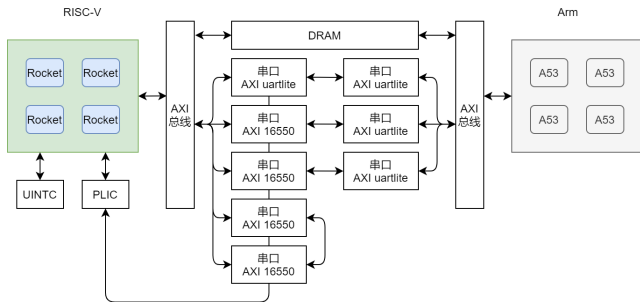 RISC-V
Arm
DRAM
Rocket
Rocket
Rocket
Rocket
AXI
总线
串口
AXI uartlite
串口
AXI uartlite
串口
AXI 16550
串口
AXI uartlite
串口
AXI 16550
串口
AXI uartlite
串口
AXI 16550
串口
AXI 16550
AXI
总线
A53
A53
A53
A53
UINTC
PLIC